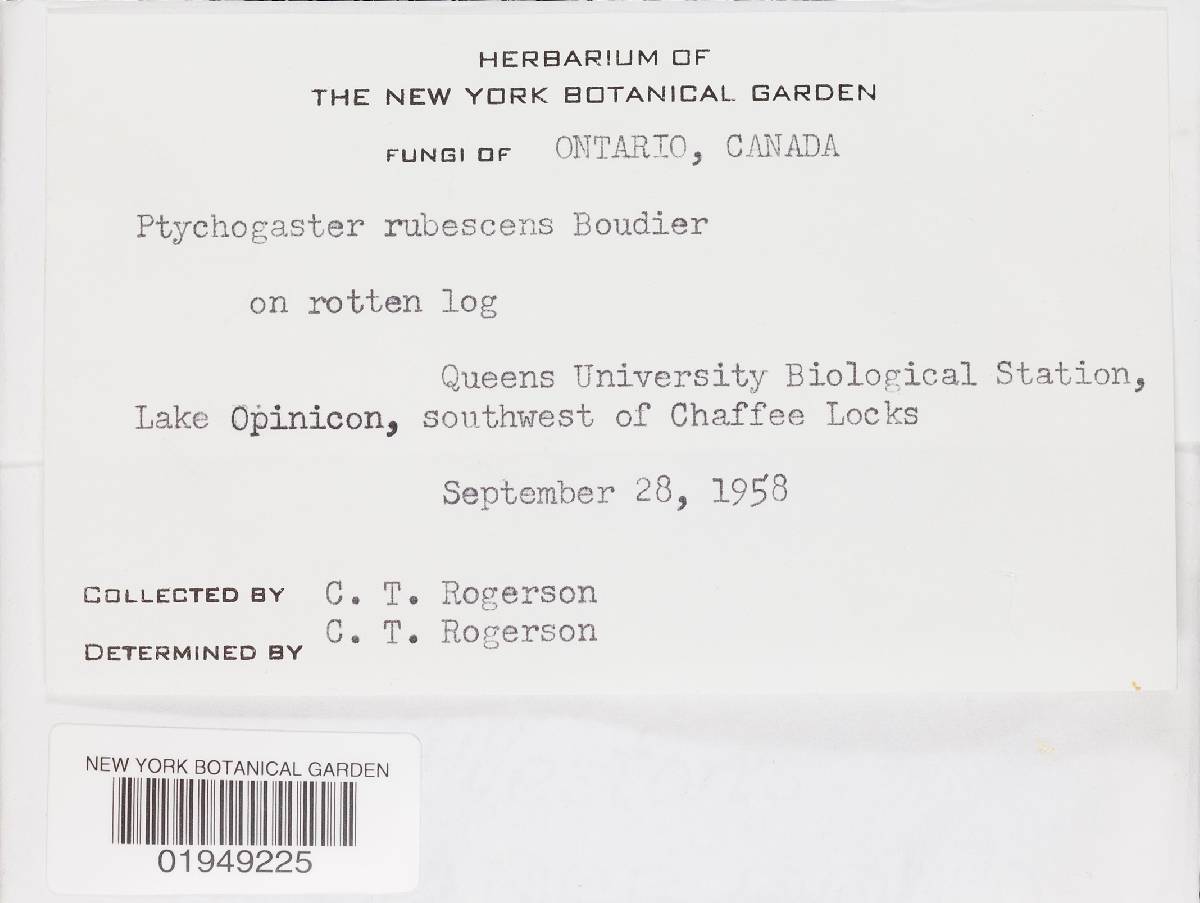 HERBARIUM OF
THE NEW YORK BOTANICAL GARDEN
FUNGI OF ONTARIO, CANADA
Ptychogaster rubescens Boudier
on rotten log
Queens University Biological Station,
Lake Opinicon, southwest of Chaffee Locks
September 28, 1958
COLLECTED BY C. T. Rogerson
DETERMINED BY C. T. Rogerson
NEW YORK BOTANICAL GARDEN
01949225